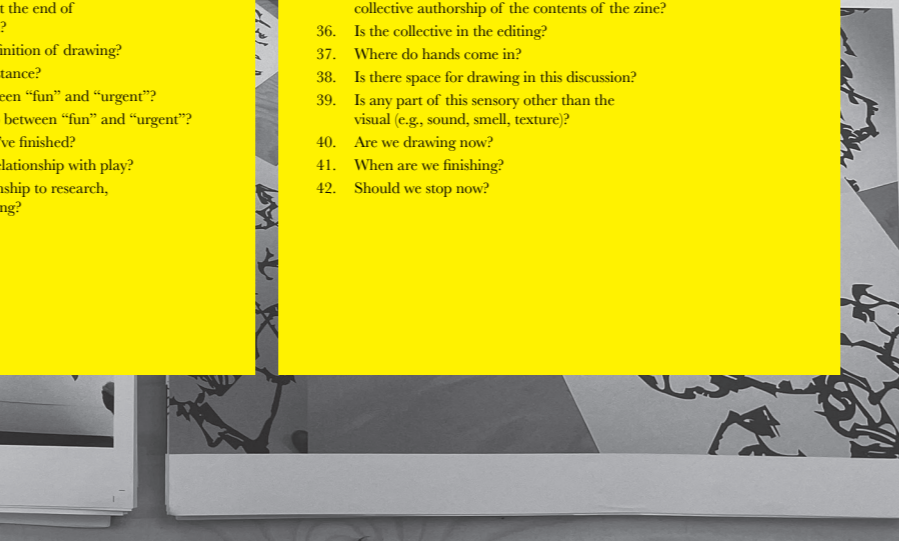 t the end of
?
inition of drawing?
tance?
een “fun” and “urgent”?
between “fun” and “urgent”?
’ve finished?
elationship with play?
nship to research,
ng?
collective authorship of the contents of the zine?
36. Is the collective in the editing?
37. Where do hands come in?
38. Is there space for drawing in this discussion?
39. Is any part of this sensory other than the
visual (e.g., sound, smell, texture)?
40. Are we drawing now?
41. When are we finishing?
42. Should we stop now?